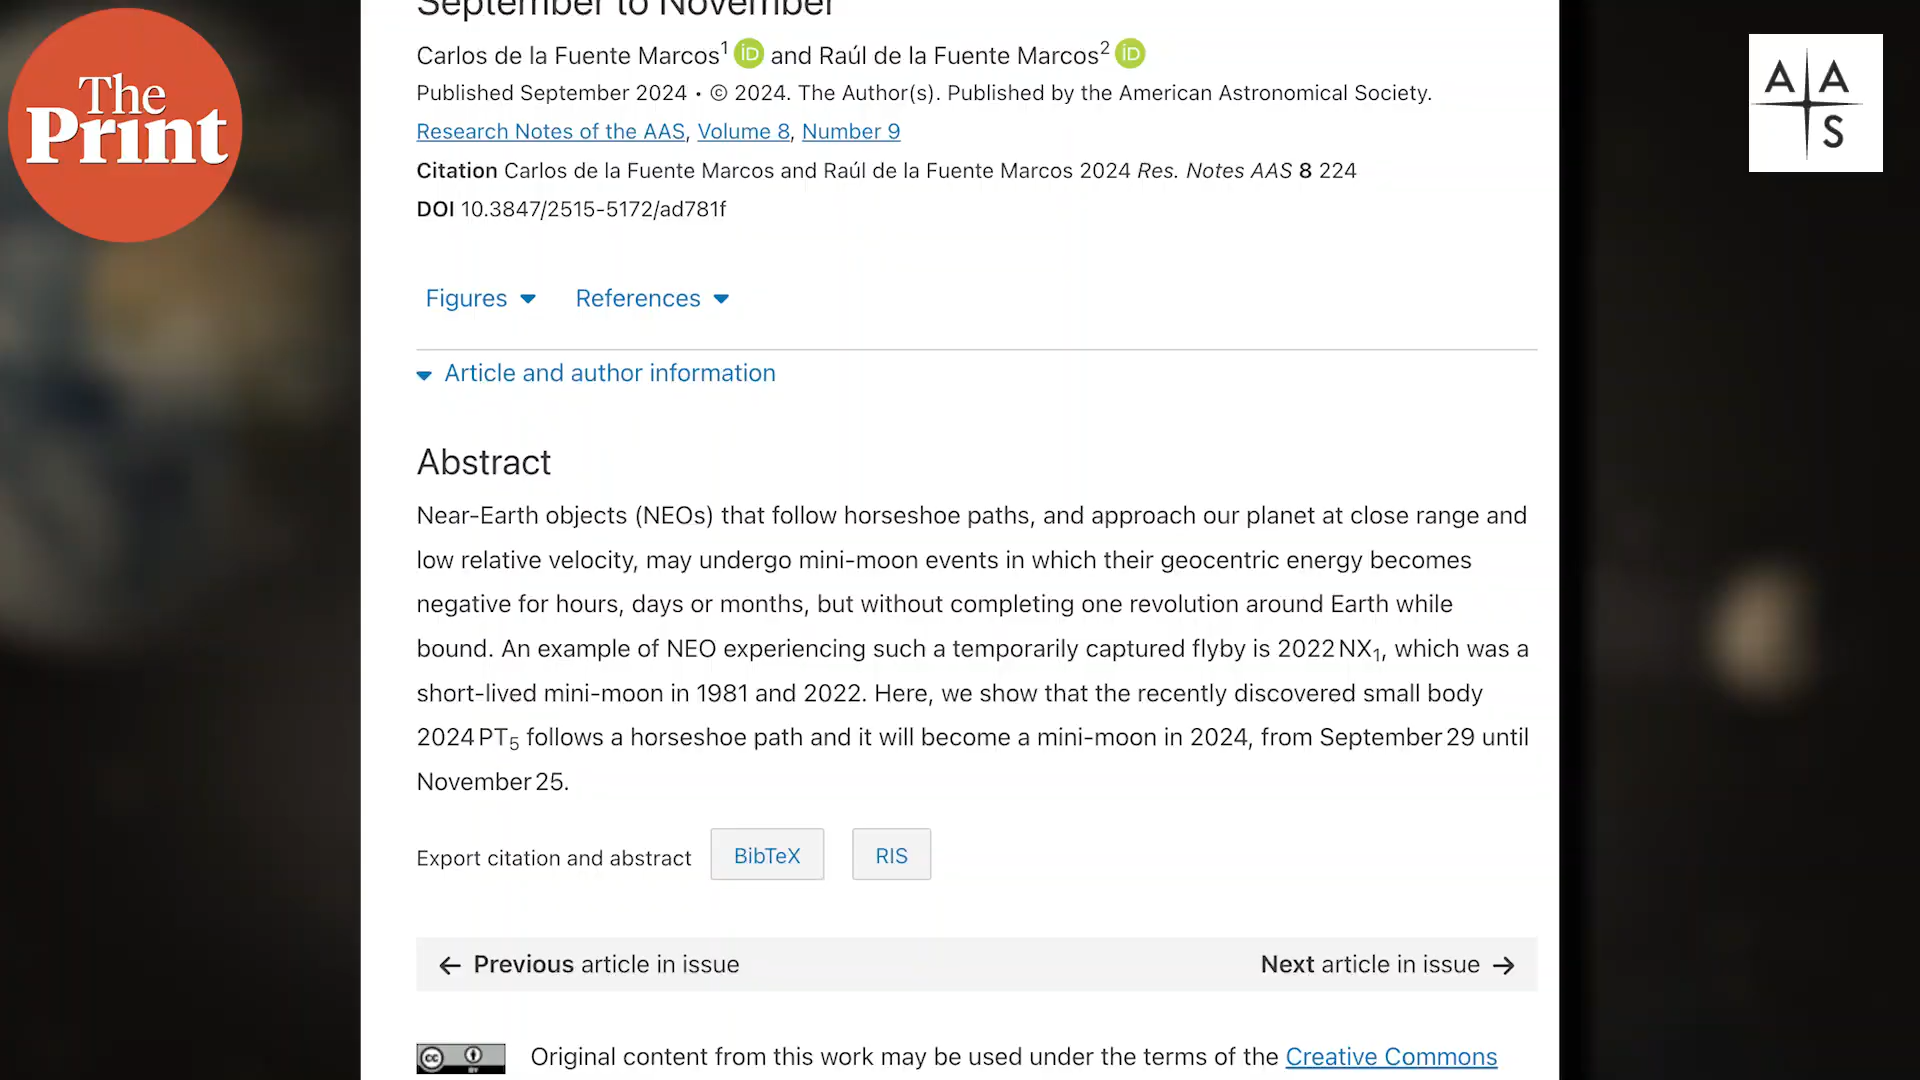 September to November
The
Print
A A
S
Carlos de la Fuente Marcos1 iD and Raúl de la Fuente Marcos2 iD
Published September 2024 • © 2024. The Author(s). Published by the American Astronomical Society.
Research Notes of the AAS, Volume 8, Number 9
Citation Carlos de la Fuente Marcos and Raúl de la Fuente Marcos 2024 Res. Notes AAS 8 224
DOI 10.3847/2515-5172/ad781f
Figures References
Article and author information
Abstract
Near-Earth objects (NEOs) that follow horseshoe paths, and approach our planet at close range and
low relative velocity, may undergo mini-moon events in which their geocentric energy becomes
negative for hours, days or months, but without completing one revolution around Earth while
bound. An example of NEO experiencing such a temporarily captured flyby is 2022 NX1, which was a
short-lived mini-moon in 1981 and 2022. Here, we show that the recently discovered small body
2024 PT5 follows a horseshoe path and it will become a mini-moon in 2024, from September 29 until
November 25.
Export citation and abstract BibTeX RIS
← Previous article in issue Next article in issue →
cc BY Original content from this work may be used under the terms of the Creative Commons